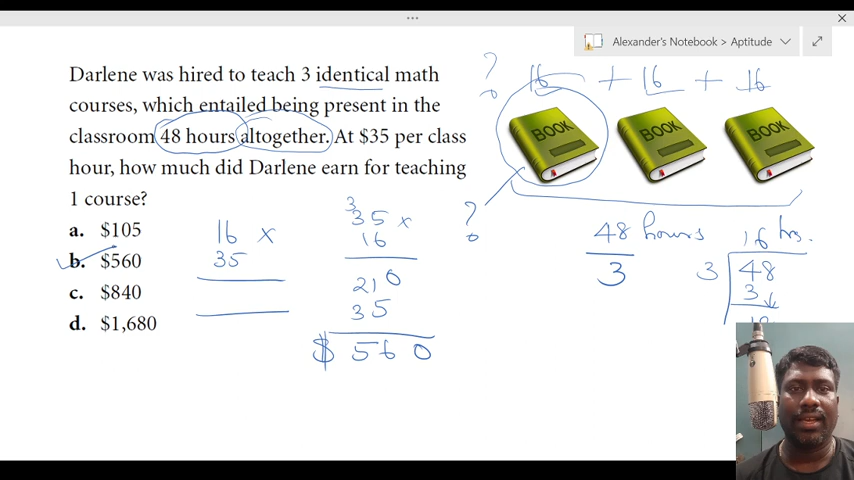 Alexander's Notebook > Aptitude
Darlene was hired to teach 3 identical math
courses, which entailed being present in the
classroom 48 hours altogether. At $35 per class
hour, how much did Darlene earn for teaching
1 course?
a. $105
b. $560
c. $840
d. $1,680
? 16 + 16 + 16
BOOK
BOOK
BOOK
?
16 x
35
3
35 x
16
210
35
$ 560
48 hours
3
16 hrs.
3 48
3